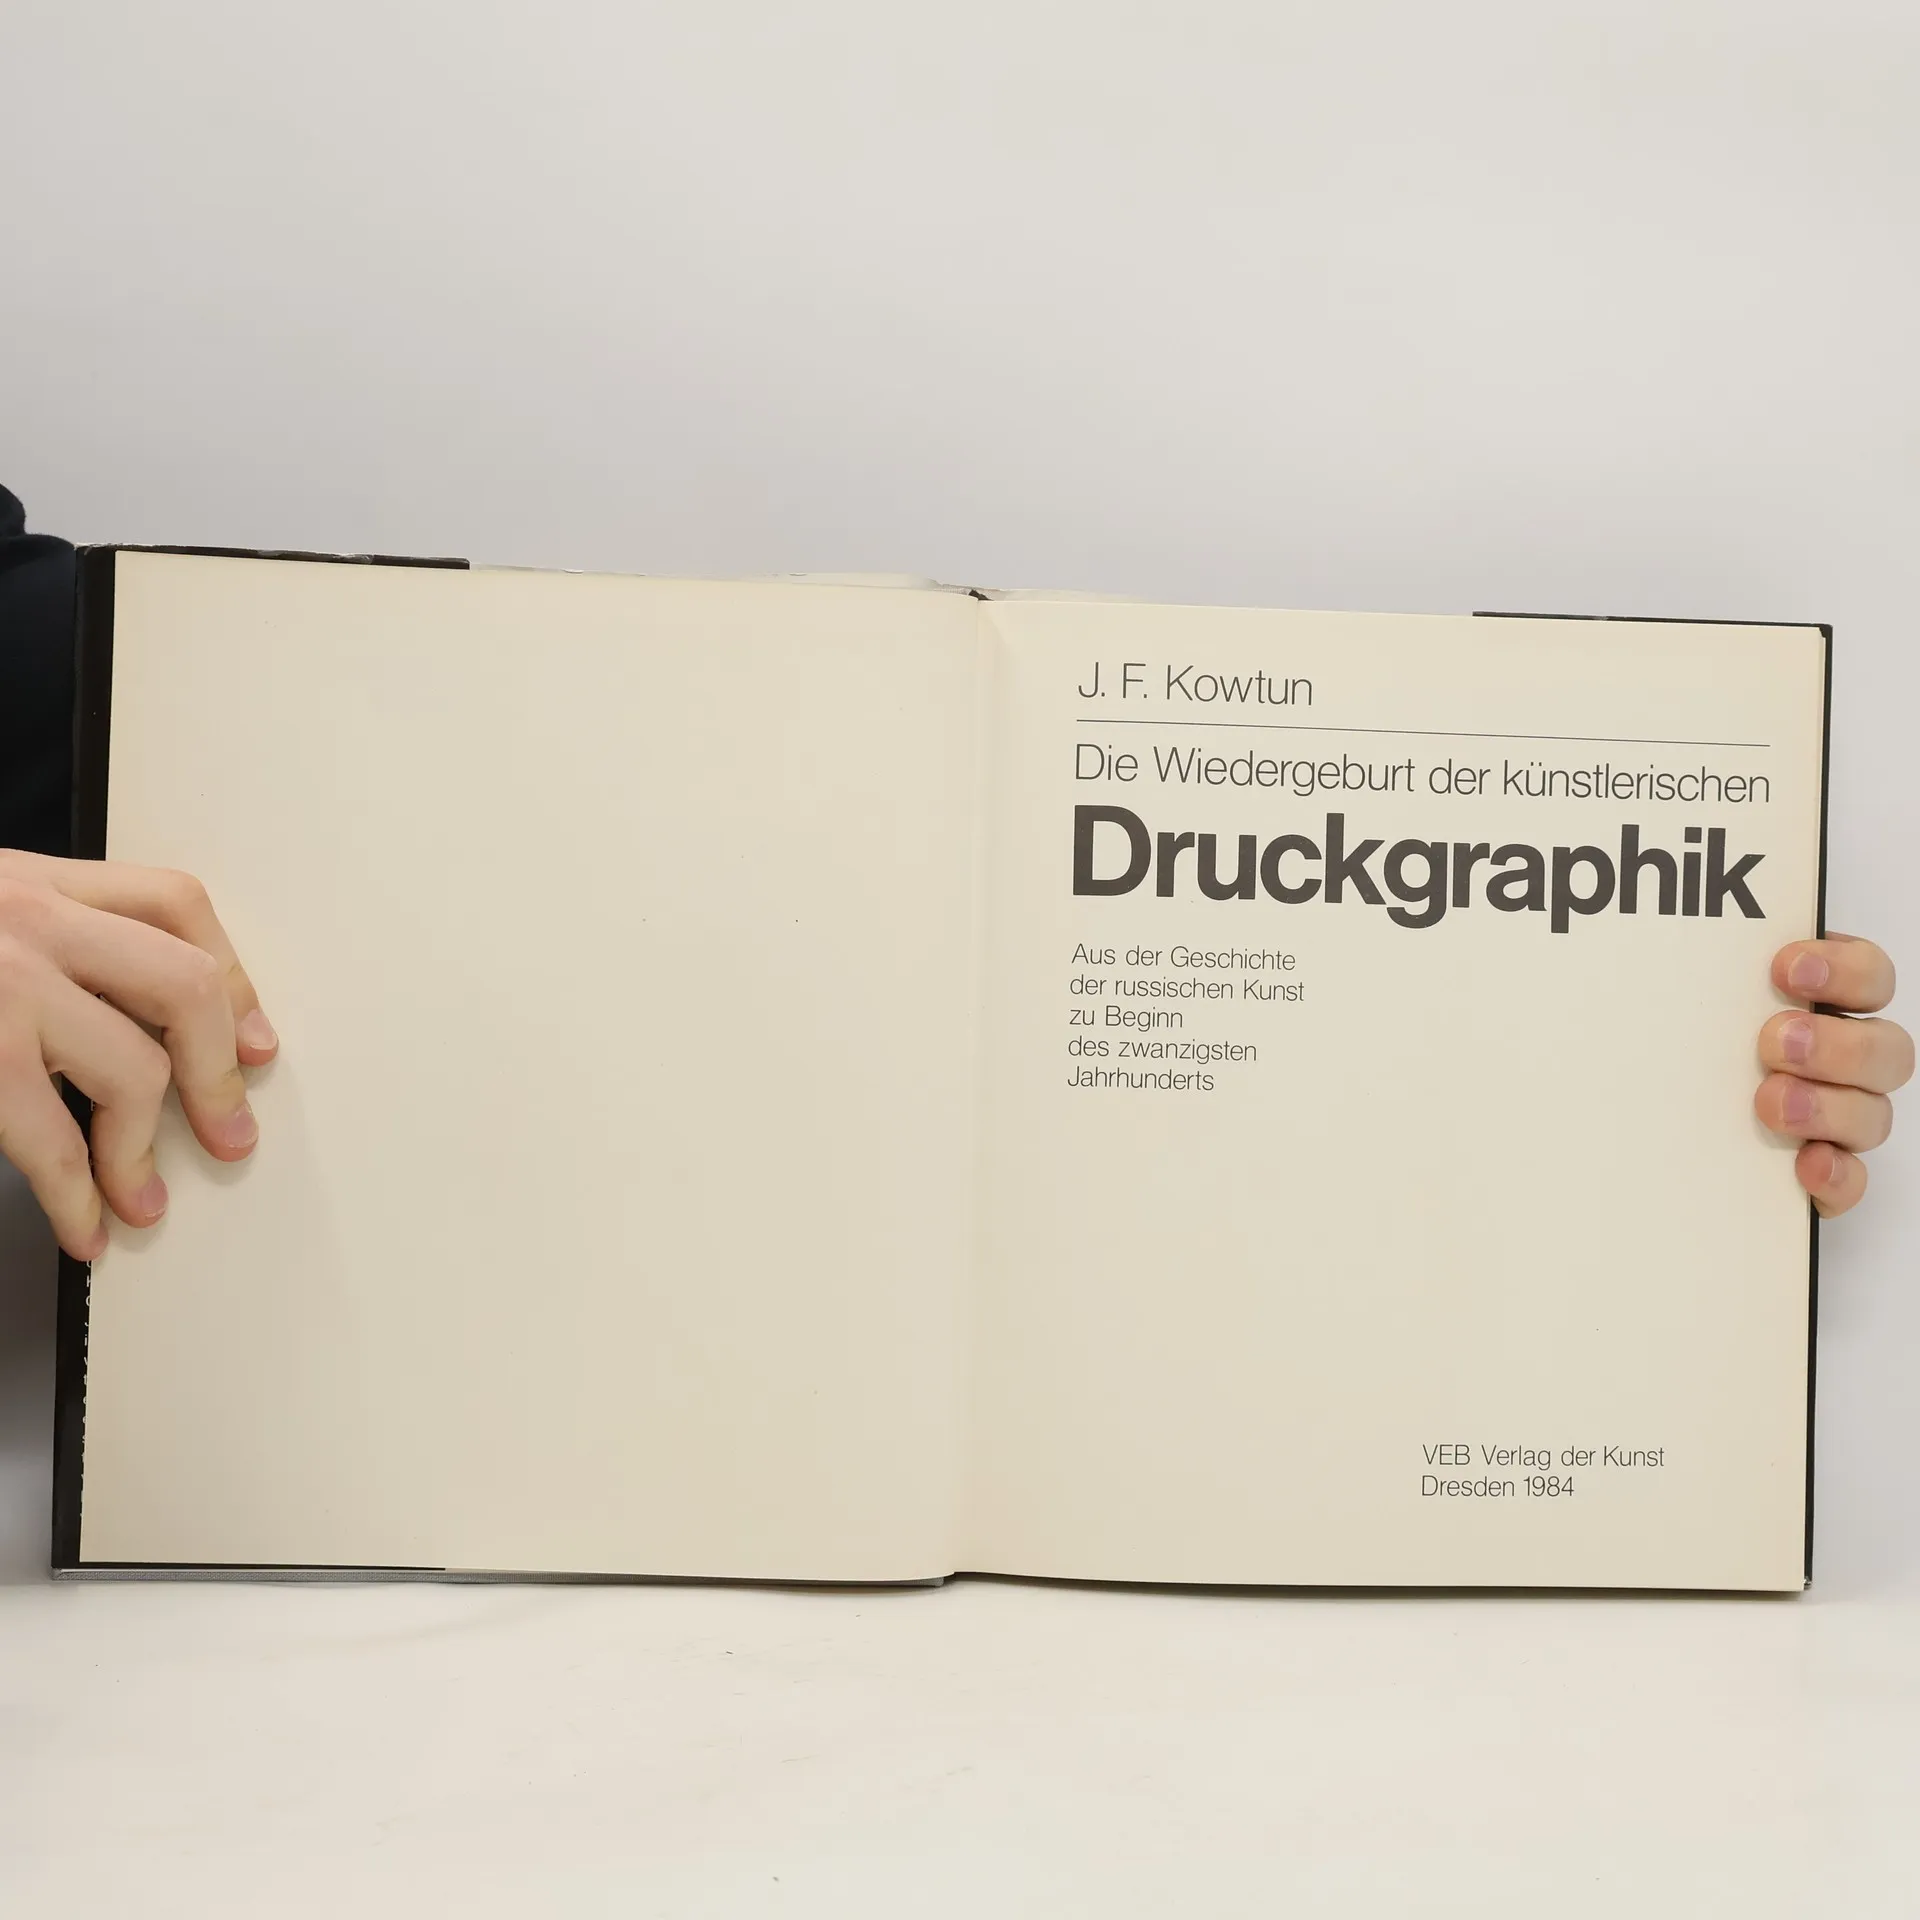 J. F. Kowtun
Die Wiedergeburt der künstlerischen
Druckgraphik
Aus der Geschichte
der russischen Kunst
zu Beginn
des zwanzigsten
Jahrhunderts
VEB Verlag der Kunst
Dresden 1984